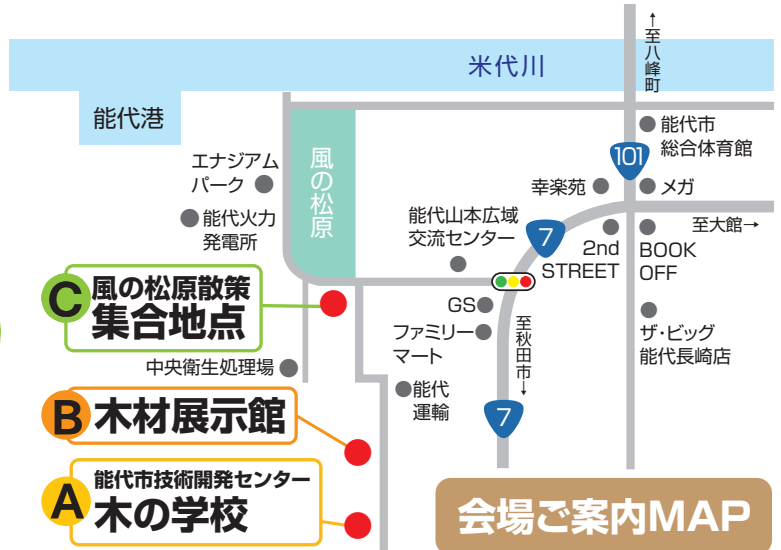 ↑至八峰町
米代川
能代港
能代市
総合体育館
101
エナジアム
パーク
風の松原
幸楽苑
メガ
能代火力
発電所
能代山本広域
交流センター
7
至大館→
2nd
STREET
BOOK
OFF
C
風の松原散策
集合地点
GS
ファミリー
マート
至秋田市↓
ザ・ビッグ
能代長崎店
中央衛生処理場
能代
運輸
7
B
木材展示館
A
能代市技術開発センター
木の学校
会場ご案内MAP